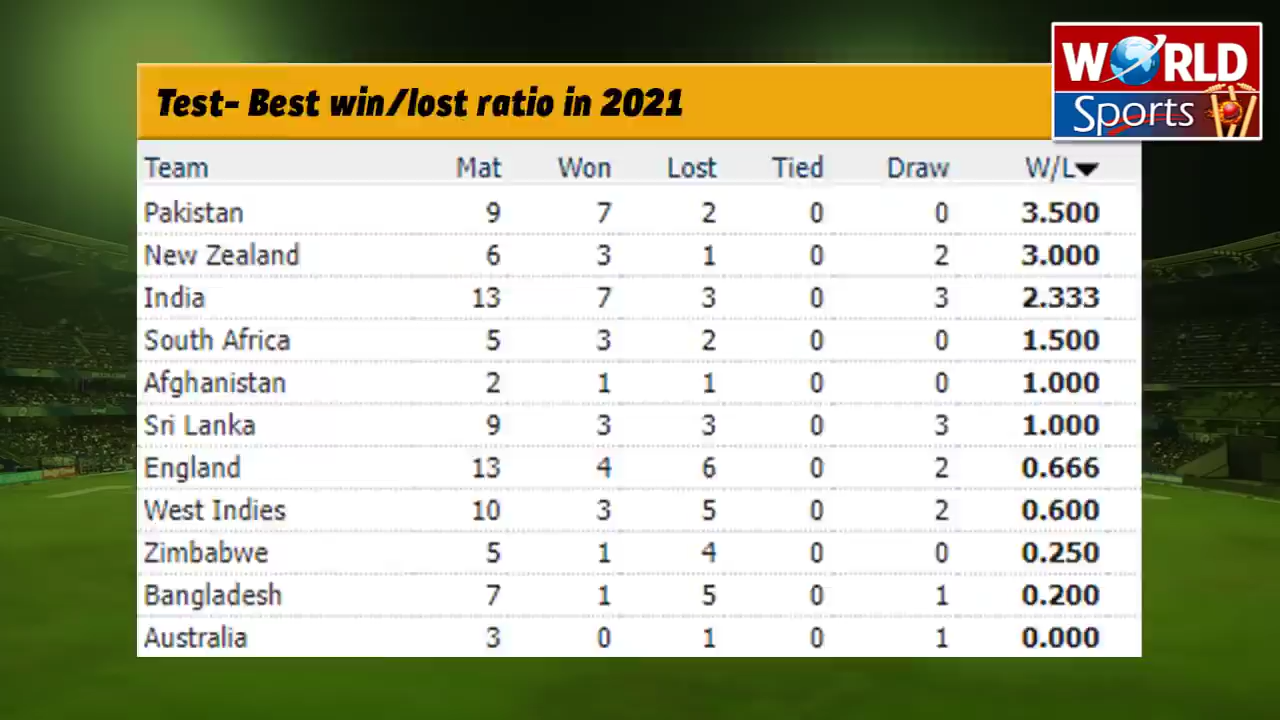 WORLD
Sports
Test- Best win/lost ratio in 2021
Team Mat Won Lost Tied Draw W/L
Pakistan 9 7 2 0 0 3.500
New Zealand 6 3 1 0 2 3.000
India 13 7 3 0 3 2.333
South Africa 5 3 2 0 0 1.500
Afghanistan 2 1 1 0 0 1.000
Sri Lanka 9 3 3 0 3 1.000
England 13 4 6 0 2 0.666
West Indies 10 3 5 0 2 0.600
Zimbabwe 5 1 4 0 0 0.250
Bangladesh 7 1 5 0 1 0.200
Australia 3 0 1 0 1 0.000